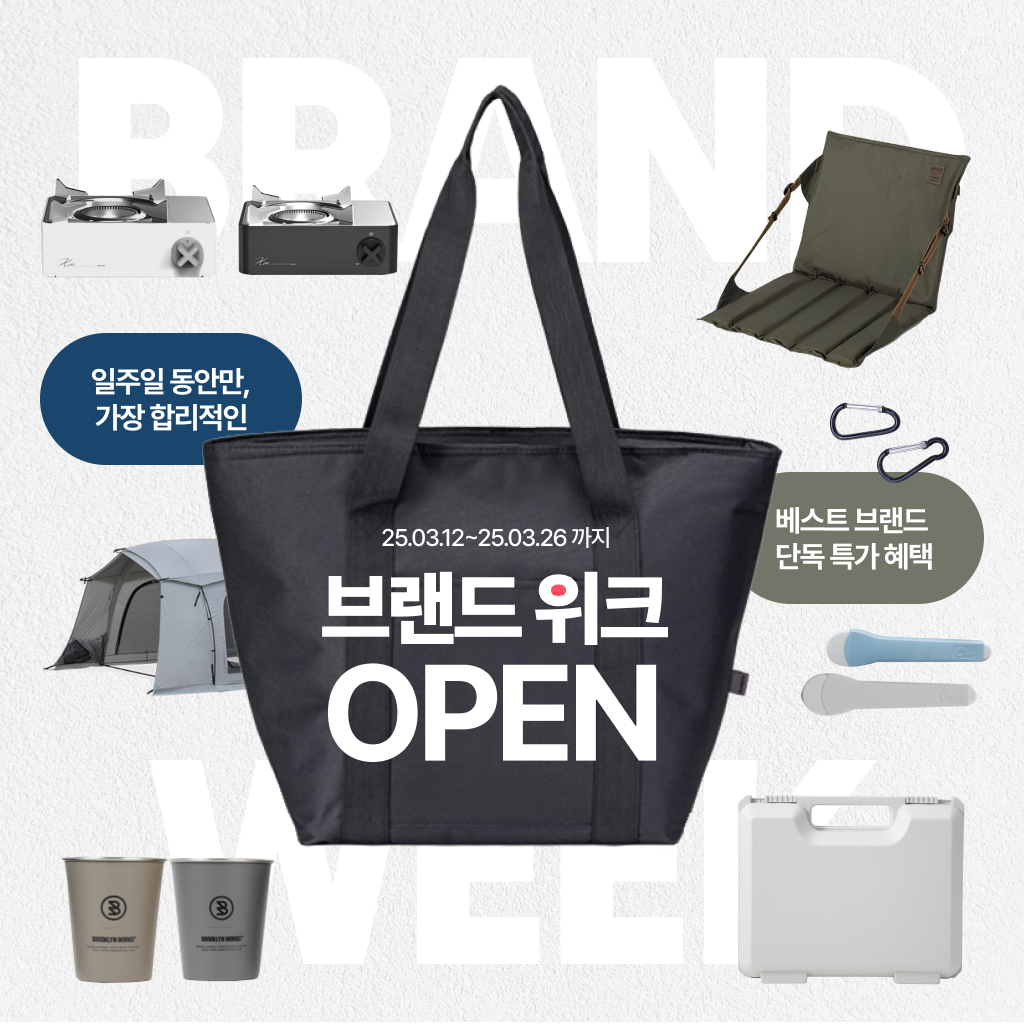 BRAND
일주일 동안만,
가장 합리적인
베스트 브랜드
단독 특가 혜택
25.03.12~25.03.26 까지
브랜드 위크
OPEN
WEEK
BROOKLYN WORKS
BROOKLYN WORKS